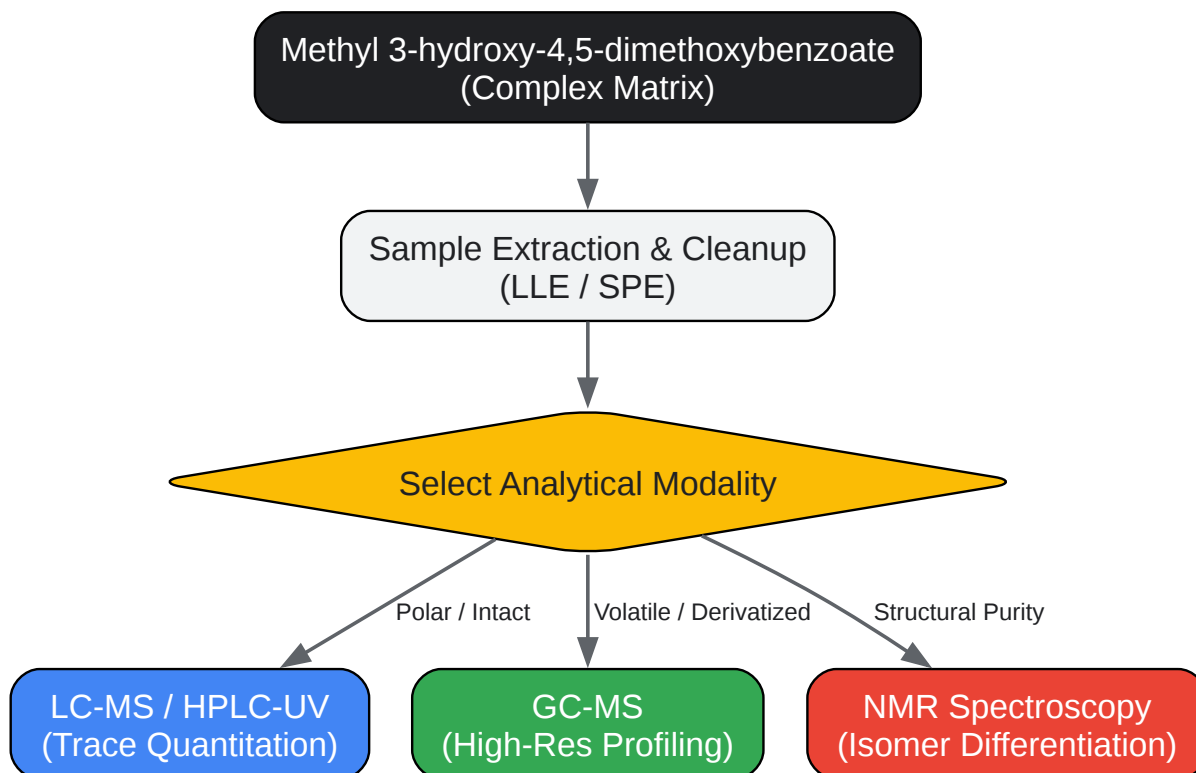 Methyl 3-hydroxy-4,5-dimethoxybenzoate
(Complex Matrix)
Sample Extraction & Cleanup
(LLE / SPE)
Select Analytical Modality
Polar / Intact
Volatile / Derivatized
Structural Purity
LC-MS / HPLC-UV
(Trace Quantitation)
GC-MS
(High-Res Profiling)
NMR Spectroscopy
(Isomer Differentiation)